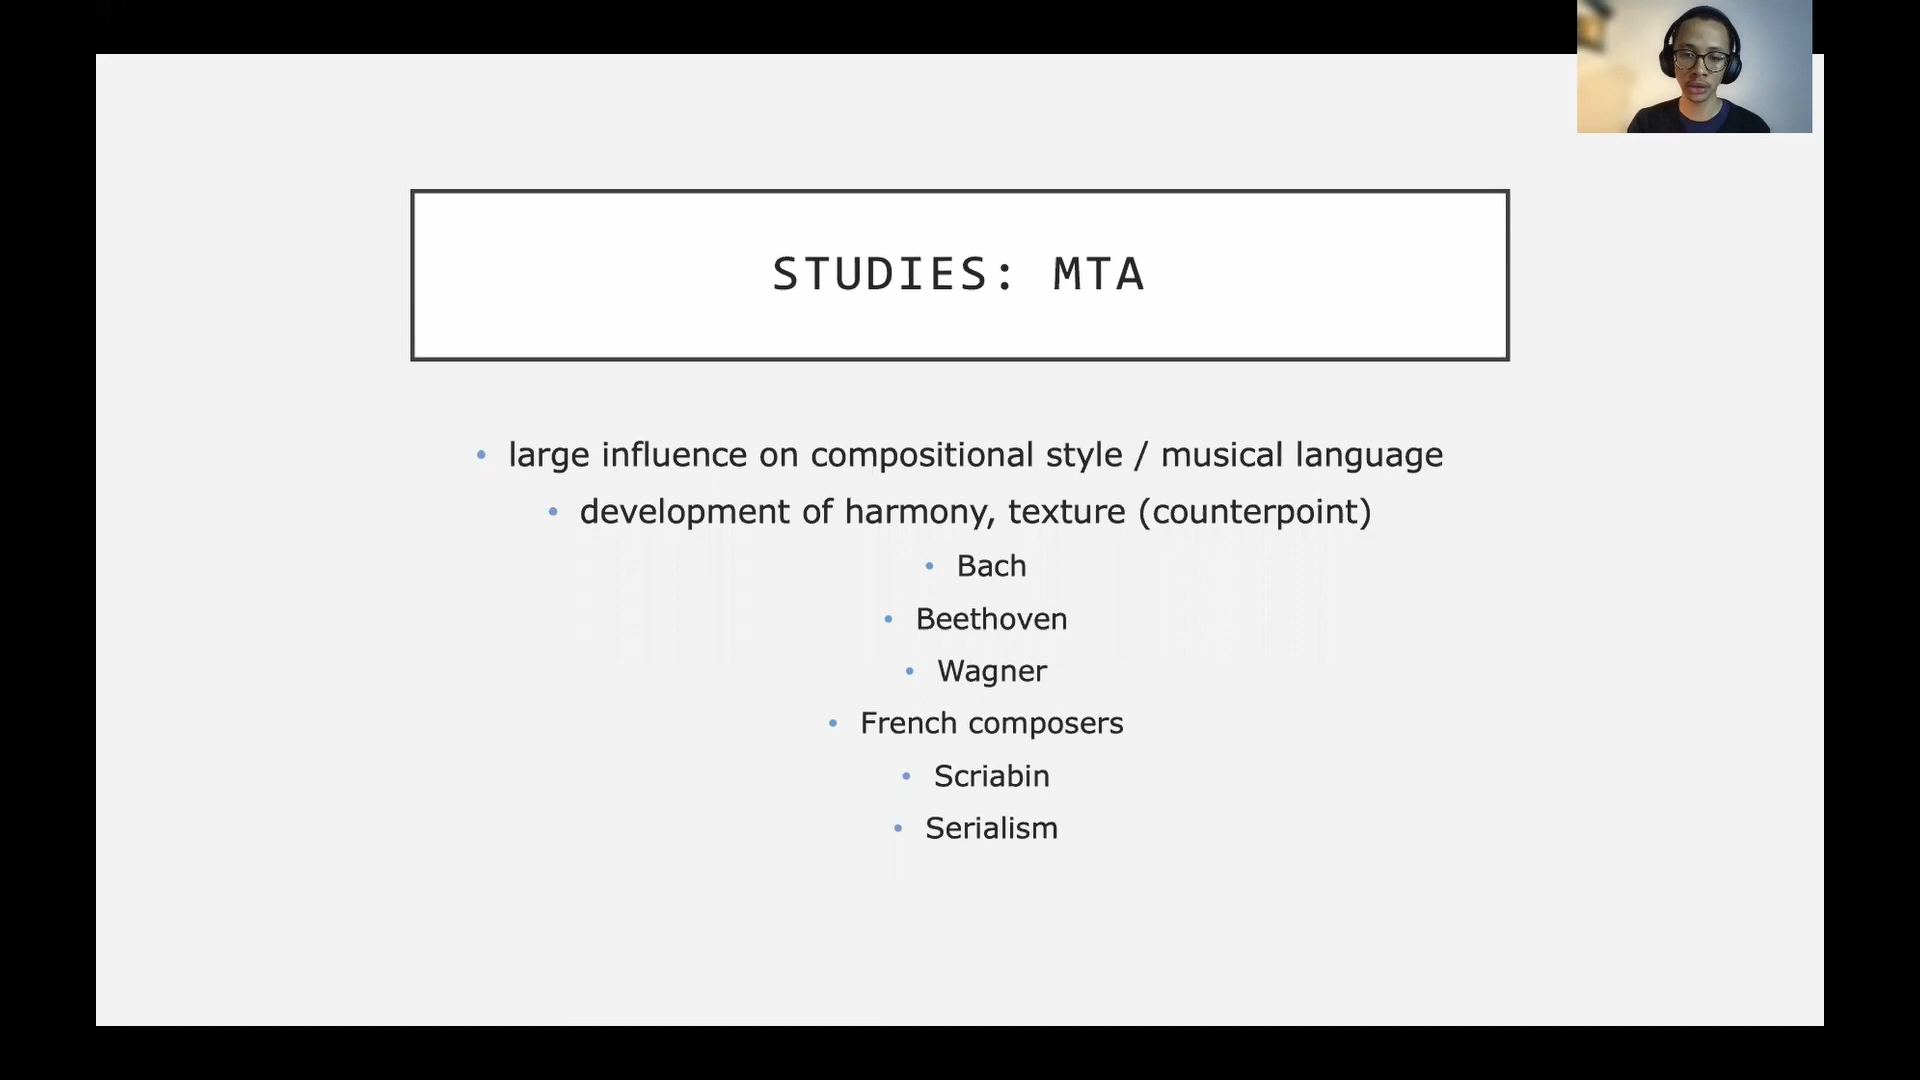 STUDIES: MTA
• large influence on compositional style / musical language
• development of harmony, texture (counterpoint)
• Bach
• Beethoven
• Wagner
• French composers
• Scriabin
• Serialism